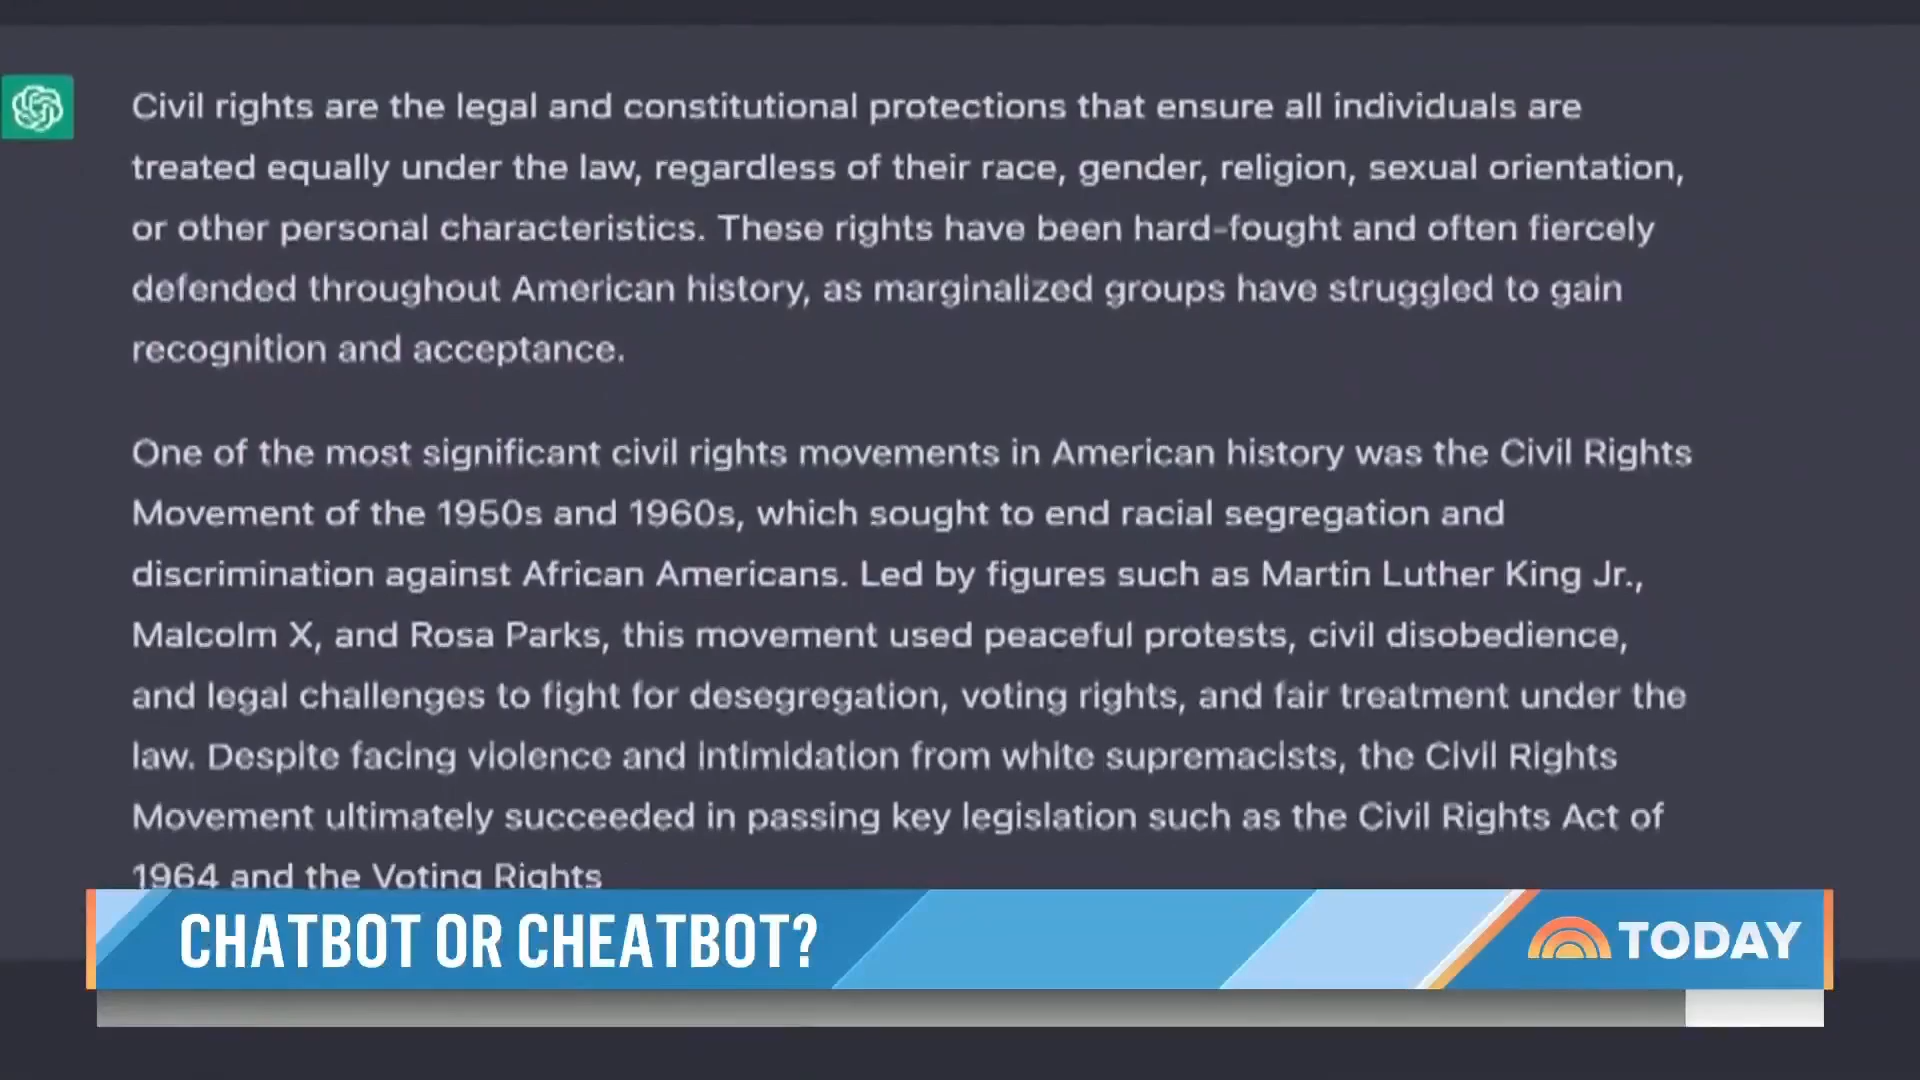 Civil rights are the legal and constitutional protections that ensure all individuals are
treated equally under the law, regardless of their race, gender, religion, sexual orientation,
or other personal characteristics. These rights have been hard-fought and often fiercely
defended throughout American history, as marginalized groups have struggled to gain
recognition and acceptance.
One of the most significant civil rights movements in American history was the Civil Rights
Movement of the 1950s and 1960s, which sought to end racial segregation and
discrimination against African Americans. Led by figures such as Martin Luther King Jr.,
Malcolm X, and Rosa Parks, this movement used peaceful protests, civil disobedience,
and legal challenges to fight for desegregation, voting rights, and fair treatment under the
law. Despite facing violence and intimidation from white supremacists, the Civil Rights
Movement ultimately succeeded in passing key legislation such as the Civil Rights Act of
1964 and the Voting Rights
CHATBOT OR CHEATBOT?
TODAY